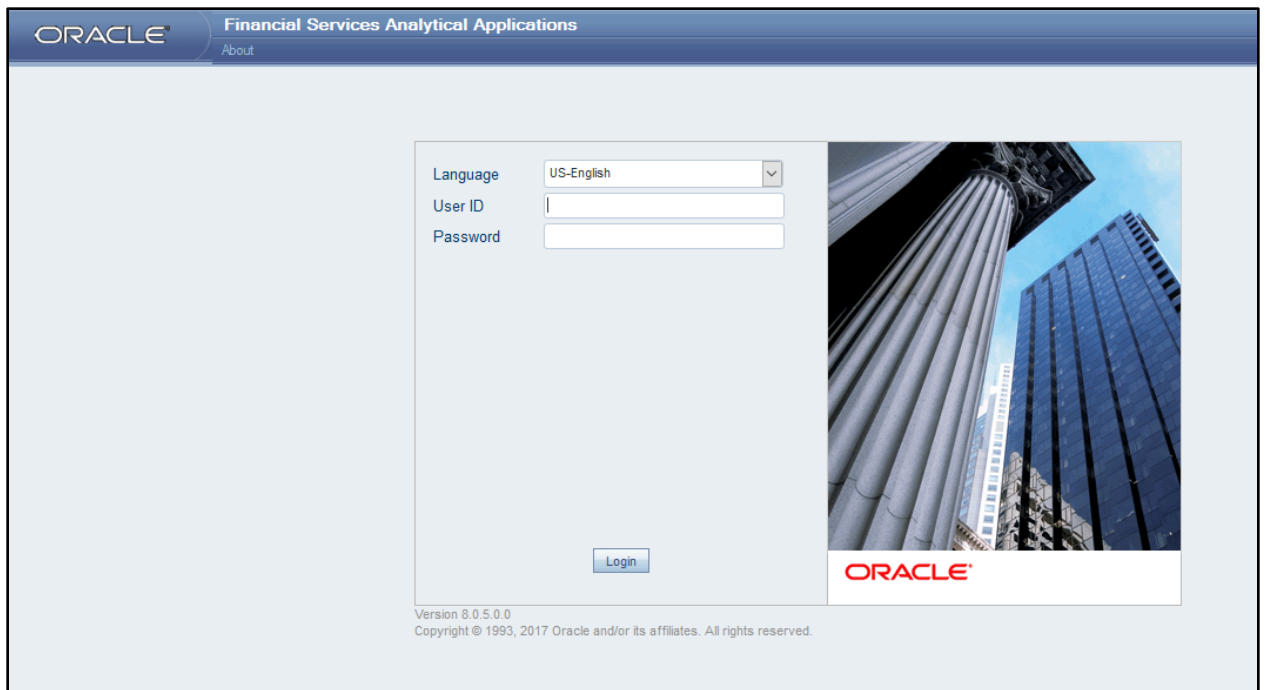 ORACLE
Financial Services Analytical Applications
About
Language US-English
User ID
Password
Login
ORACLE
Version 8.0.5.0.0
Copyright © 1993, 2017 Oracle and/or its affiliates. All rights reserved.